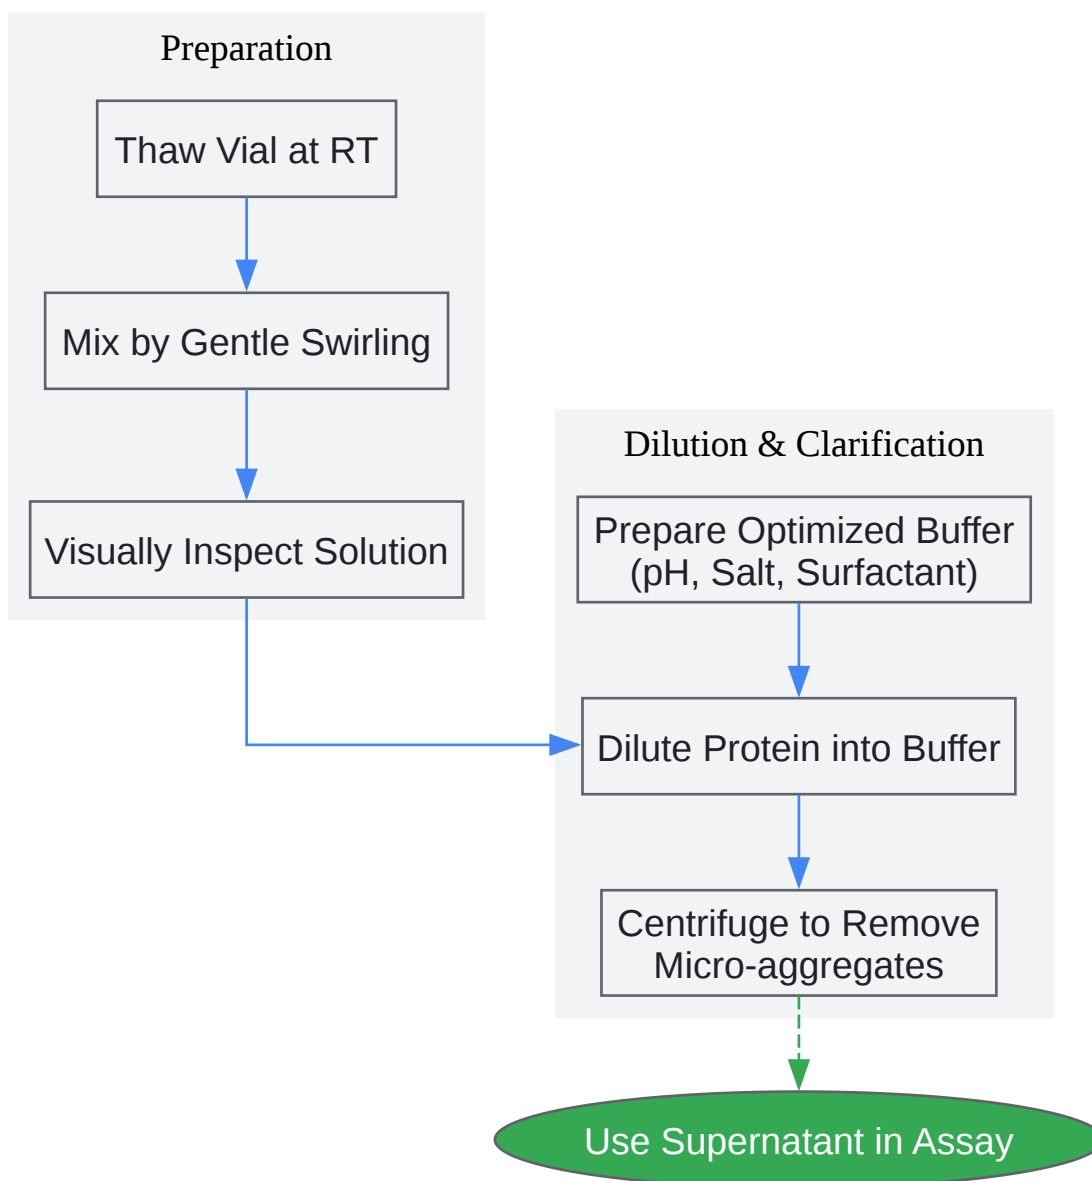 Preparation
Thaw Vial at RT
Mix by Gentle Swirling
Visually Inspect Solution
Dilution & Clarification
Prepare Optimized Buffer
(pH, Salt, Surfactant)
Dilute Protein into Buffer
Centrifuge to Remove
Micro-aggregates
Use Supernatant in Assay